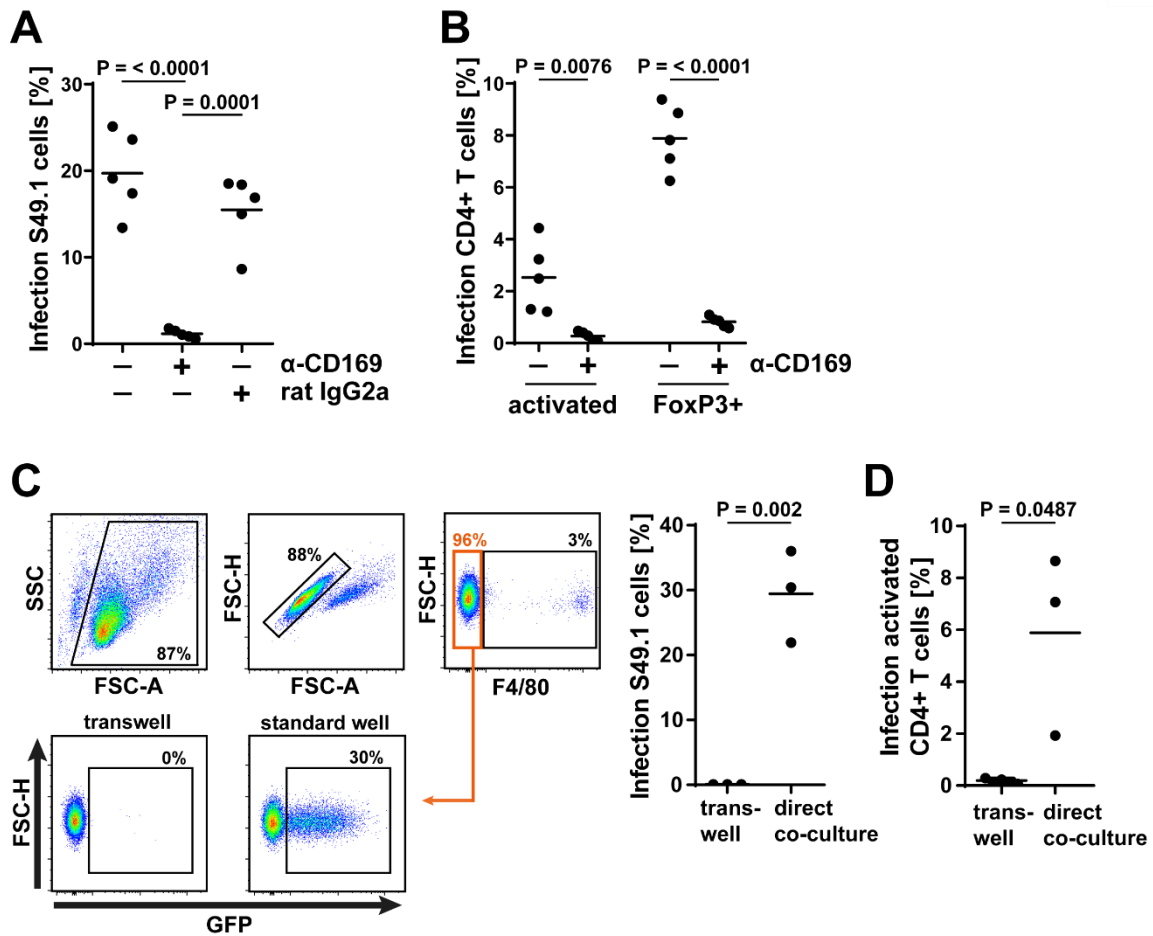 A
P = < 0.0001
P = 0.0001
Infection S49.1 cells [%]
30
20
10
0
– + – α-CD169
– – + rat IgG2a
B
P = 0.0076 P = < 0.0001
Infection CD4+ T cells [%]
10
8
6
4
2
0
– + – + α-CD169
activated FoxP3+
C
SSC
87%
FSC-A
FSC-H
88%
FSC-A
FSC-H
96% 3%
F4/80
transwell standard well
0% 30%
FSC-H
GFP
P = 0.002
Infection S49.1 cells [%]
40
30
20
10
0
trans- direct
well co-culture
D
P = 0.0487
Infection activated
CD4+ T cells [%]
10
8
6
4
2
0
trans- direct
well co-culture